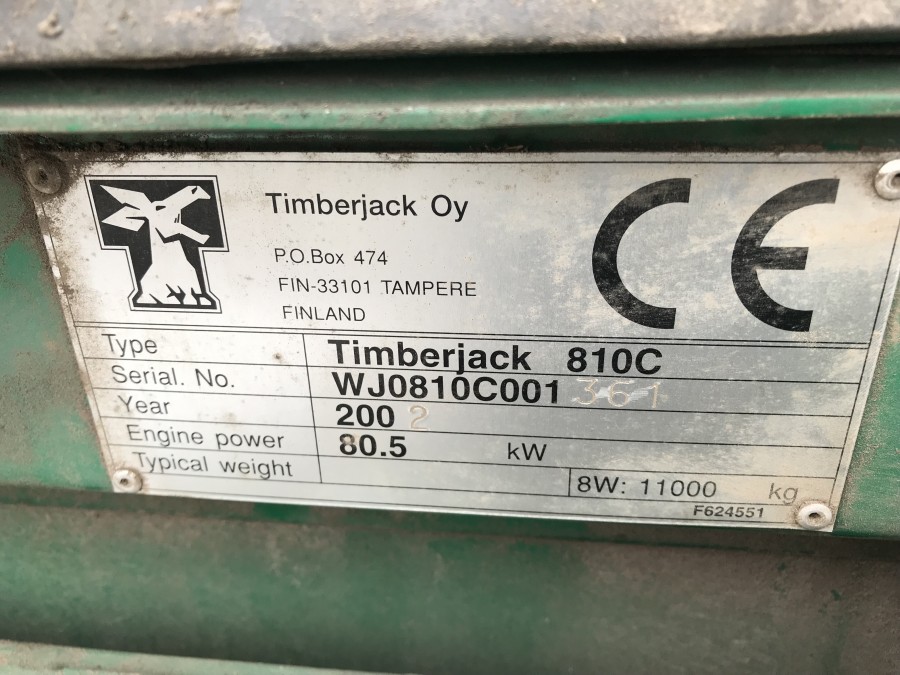 Timberjack Oy
P.O.Box 474
FIN-33101 TAMPERE
FINLAND
CE
Type Timberjack 810C
Serial. No. WJ0810C001361
Year 2002
Engine power 80.5 kW
Typical weight 8W: 11000 kg
F624551